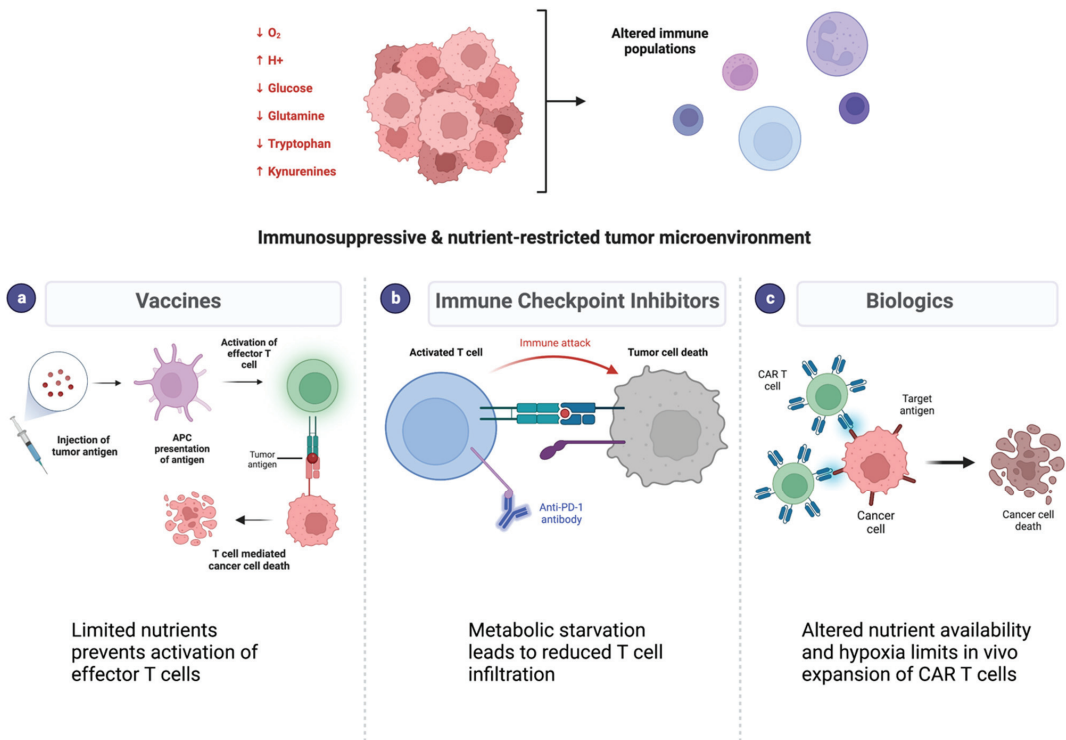 ↓ O₂
↑ H+
↓ Glucose
↓ Glutamine
↓ Tryptophan
↑ Kynurenines
Altered immune
populations
Immunosuppressive & nutrient-restricted tumor microenvironment
a
Vaccines
Injection of
tumor antigen
APC
presentation
of antigen
Activation of
effector T
cell
Tumor
antigen
T cell mediated
cancer cell death
Limited nutrients
prevents activation of
effector T cells
b
Immune Checkpoint Inhibitors
Activated T cell
Immune attack
Tumor cell death
Anti-PD-1
antibody
Metabolic starvation
leads to reduced T cell
infiltration
c
Biologics
CAR T
cell
Target
antigen
Cancer
cell
Cancer cell
death
Altered nutrient availability
and hypoxia limits in vivo
expansion of CAR T cells